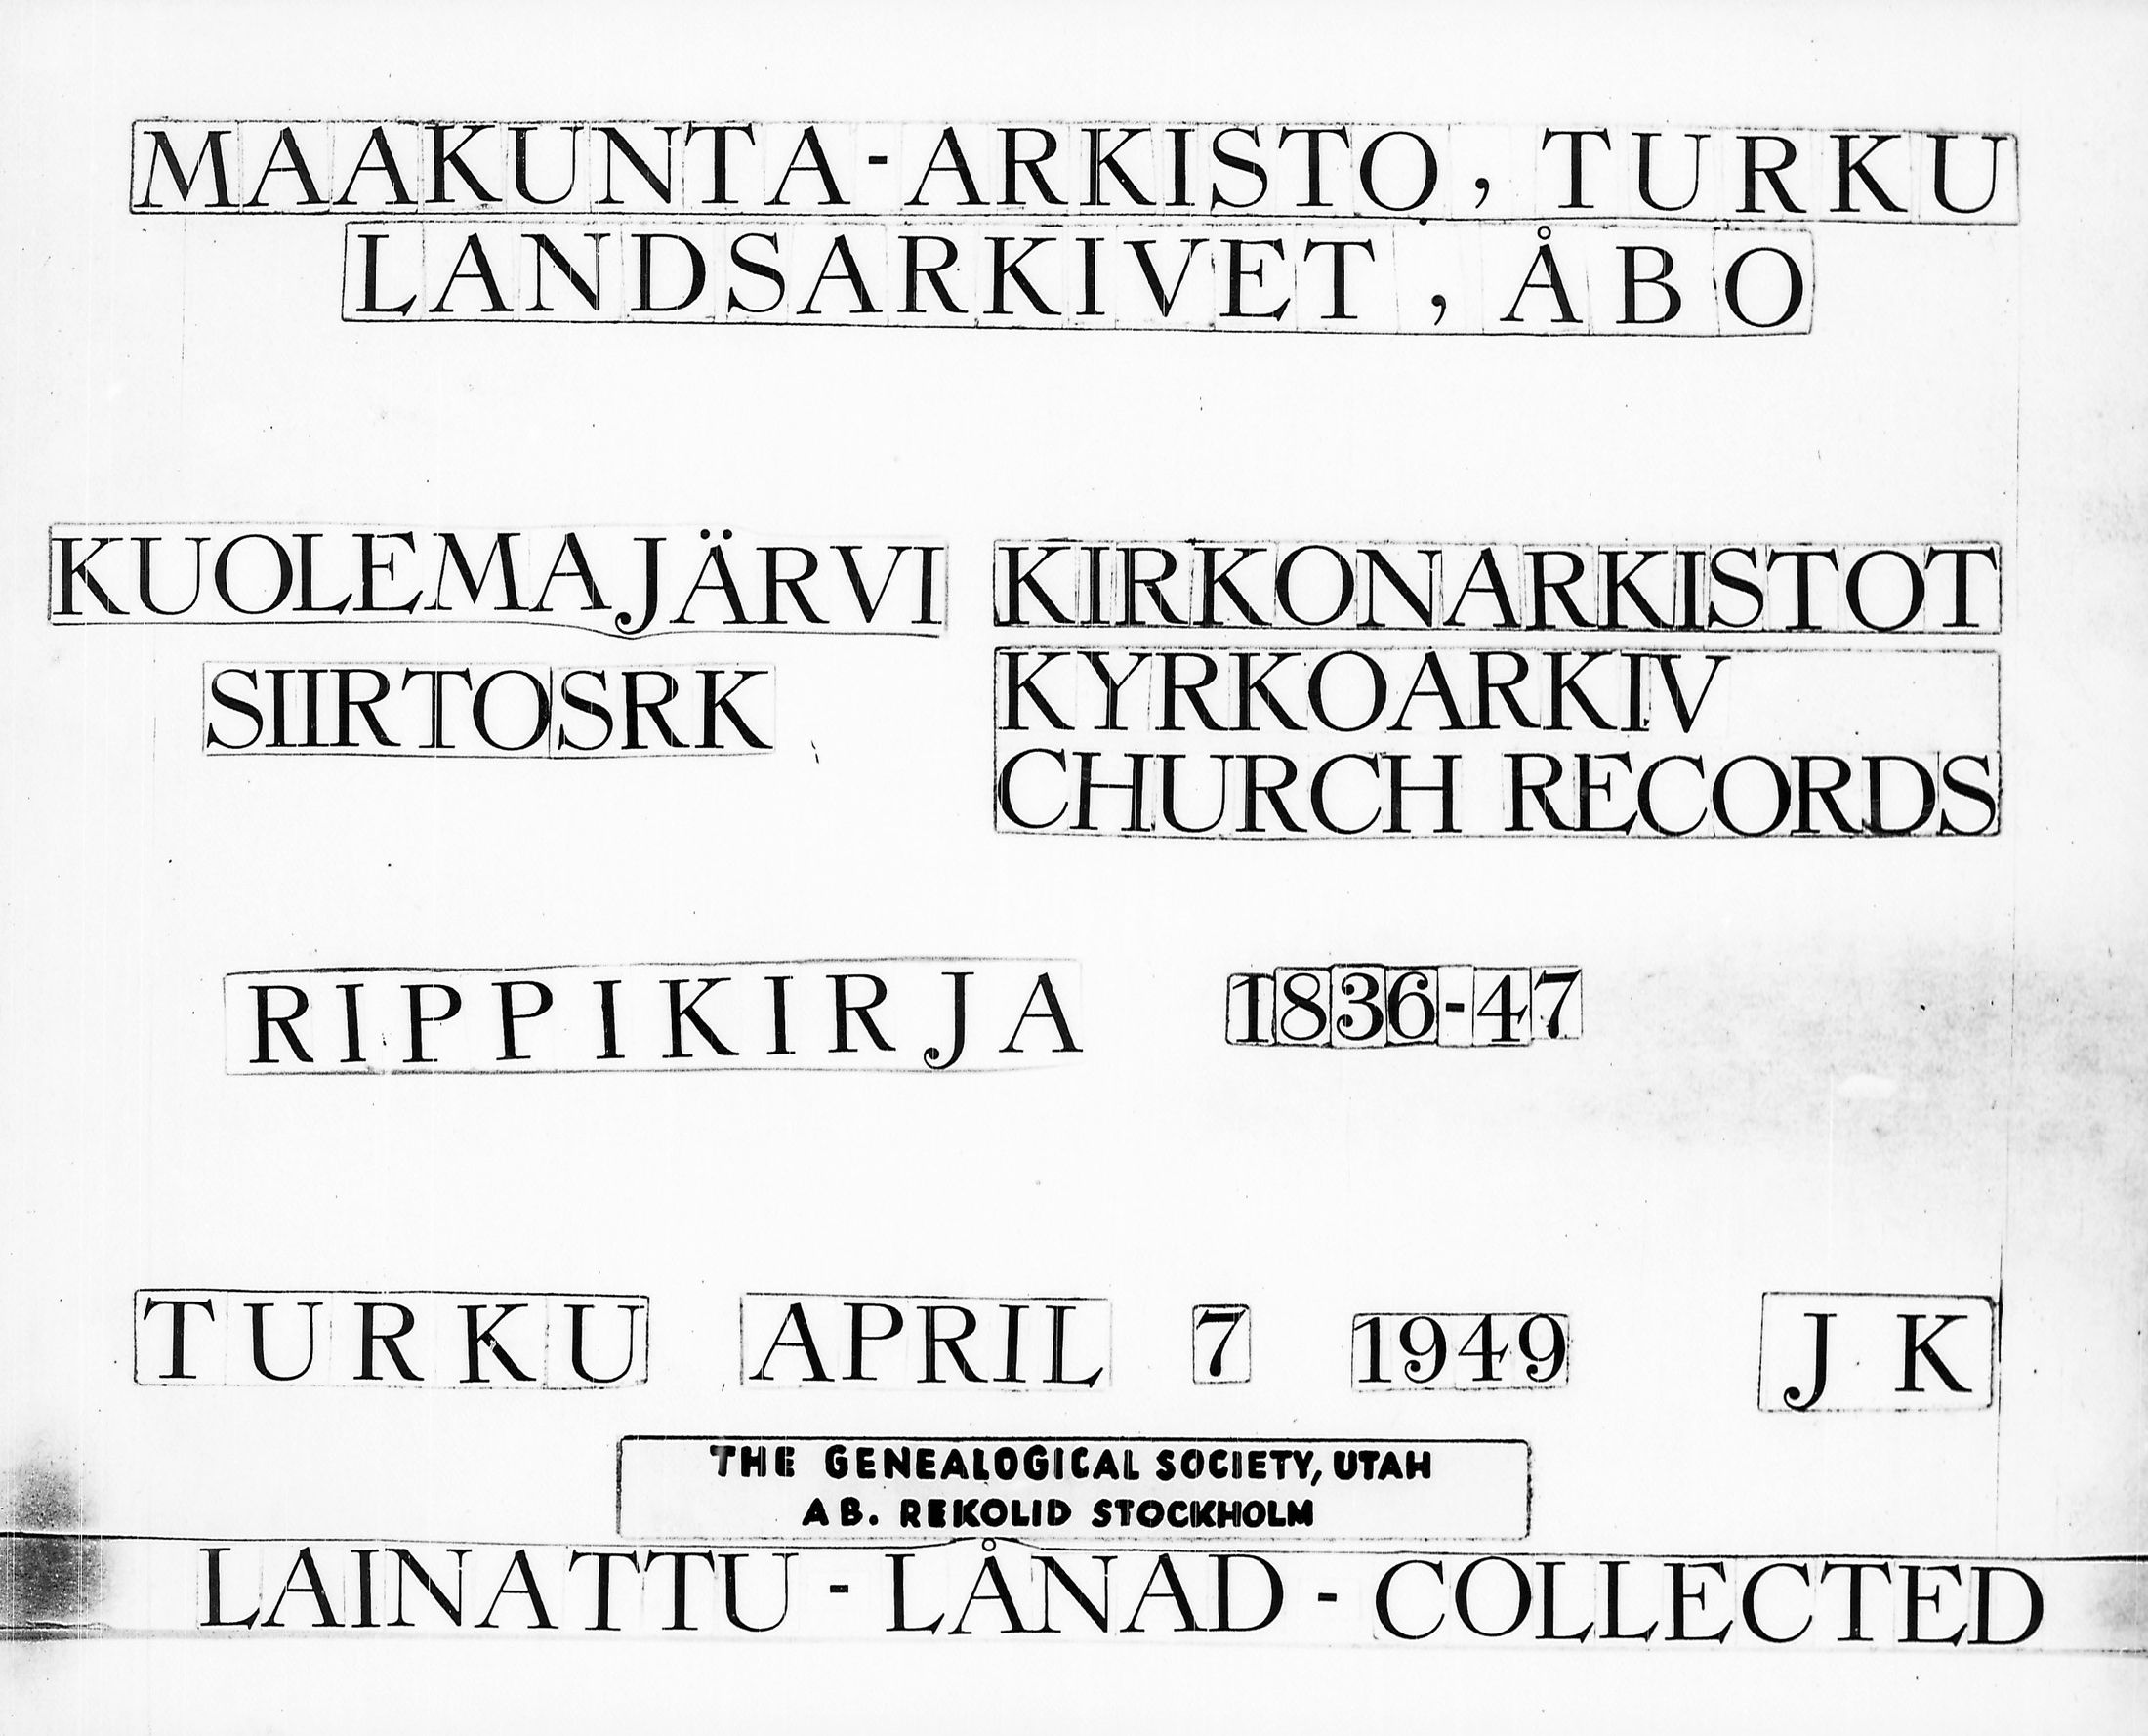 MAAKUNTA-ARKISTO, TURKU
LANDSARKIVET, ÅBO
KUOLEMAJÄRVI
SIIRTOSRK
KIRKONARKISTOT
KYRKOARKIV
CHURCH RECORDS
RIPPIKIRJA 1836-47
TURKU APRIL 7 1949 JK
THE GENEALOGICAL SOCIETY, UTAH
AB. REKOLID STOCKHOLM
LAINATTU - LÅNAD - COLLECTED